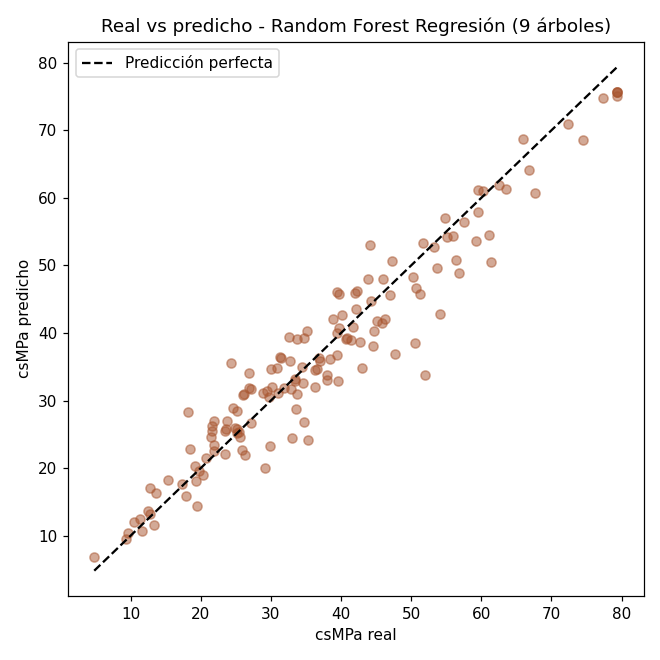 Real vs predicho - Random Forest Regresión (9 árboles)
Predicción perfecta
csMPa predicho
80
70
60
50
40
30
20
10
10 20 30 40 50 60 70 80
csMPa real